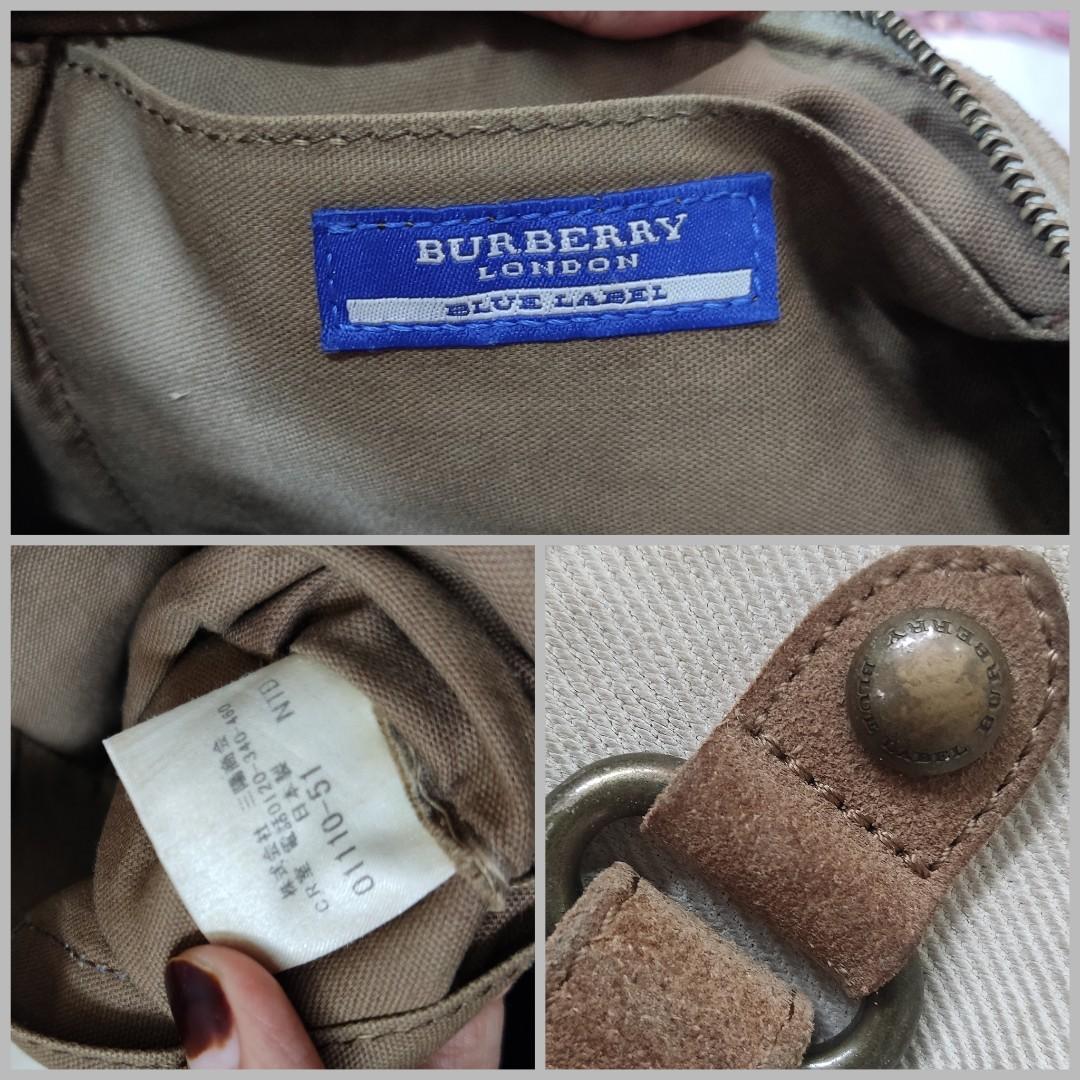 BURBERRY
LONDON
BLUE LABEL
株式会社 三陽商会
CR室 電話0120-340-460
日本製 NTD
01110-51
BURBERRY
BLUE LABEL